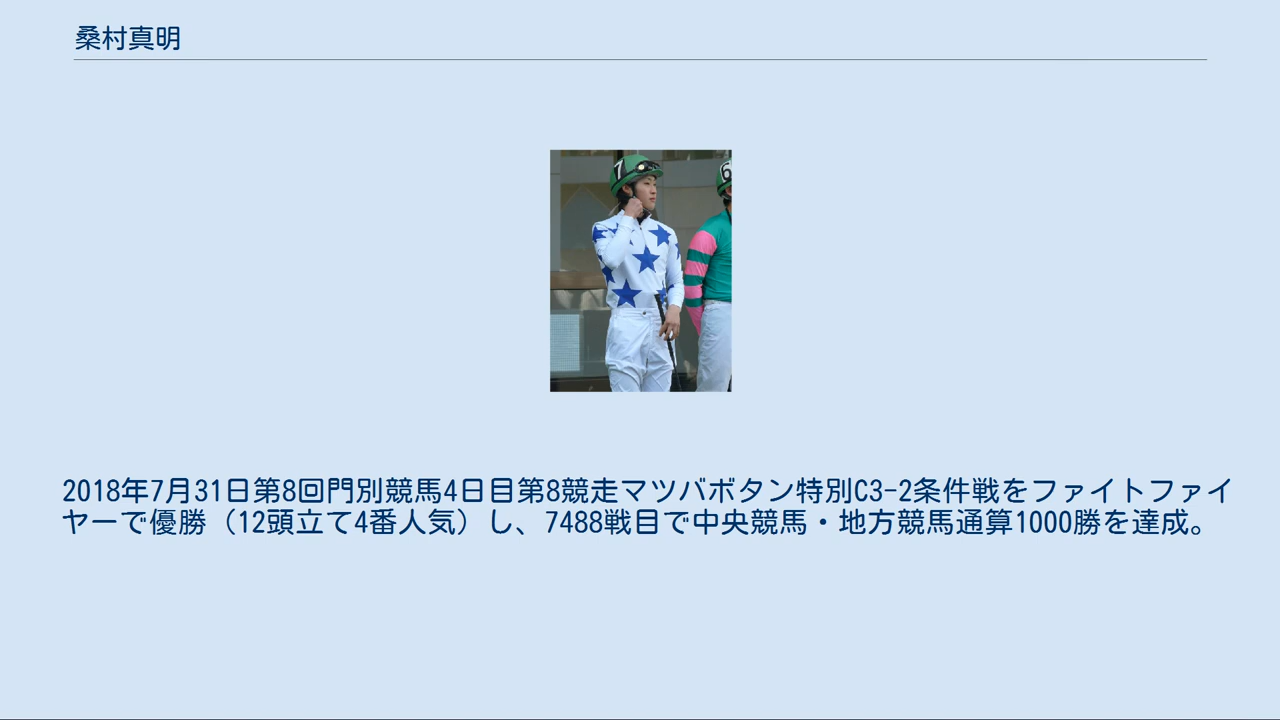 桑村真明
7
6
2018年7月31日第8回門別競馬4日目第8競走マツバボタン特別C3-2条件戦をファイトファイ
ヤーで優勝（12頭立て4番人気）し、7488戦目で中央競馬・地方競馬通算1000勝を達成。